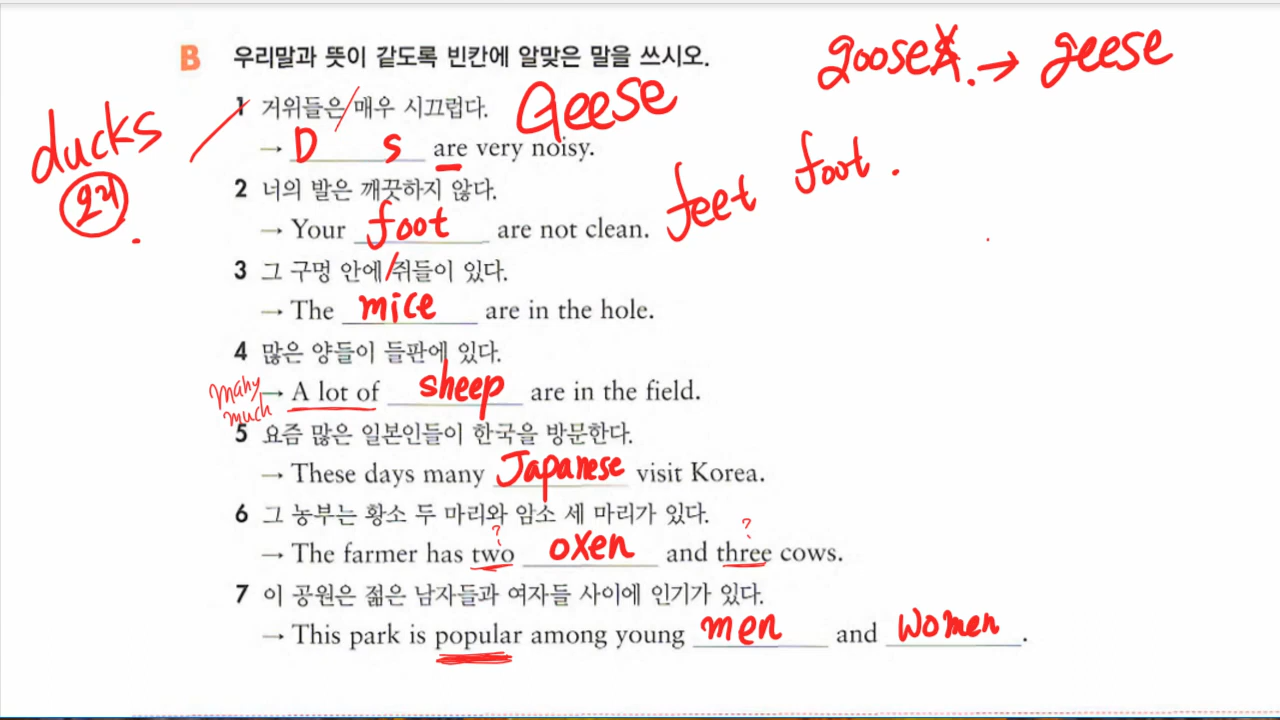 B 우리말과 뜻이 같도록 빈칸에 알맞은 말을 쓰시오.
goose → geese
ducks
오리
1 거위들은/매우 시끄럽다. Geese
→ D s are very noisy.
2 너의 발은 깨끗하지 않다. feet foot.
→ Your foot are not clean.
3 그 구멍 안에/쥐들이 있다.
→ The mice are in the hole.
4 많은 양들이 들판에 있다.
many
much
→ A lot of sheep are in the field.
5 요즘 많은 일본인들이 한국을 방문한다.
→ These days many Japanese visit Korea.
6 그 농부는 황소 두 마리와 암소 세 마리가 있다.
? ?
→ The farmer has two oxen and three cows.
7 이 공원은 젊은 남자들과 여자들 사이에 인기가 있다.
→ This park is popular among young men and women.